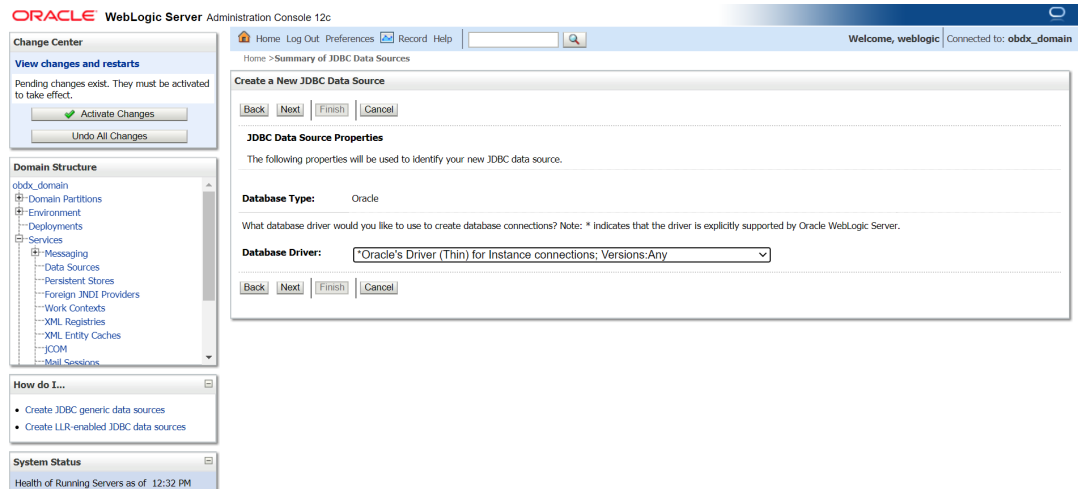 ORACLE WebLogic Server Administration Console 12c
Change Center
View changes and restarts
Pending changes exist. They must be activated
to take effect.
Activate Changes
Undo All Changes
Domain Structure
obdx_domain
Domain Partitions
Environment
Deployments
Services
Messaging
Data Sources
Persistent Stores
Foreign JNDI Providers
Work Contexts
XML Registries
XML Entity Caches
jCOM
Mail Sessions
How do I...
Create JDBC generic data sources
Create LLR-enabled JDBC data sources
System Status
Health of Running Servers as of 12:32 PM
Home Log Out Preferences Record Help
Welcome, weblogic Connected to: obdx_domain
Home >Summary of JDBC Data Sources
Create a New JDBC Data Source
Back Next Finish Cancel
JDBC Data Source Properties
The following properties will be used to identify your new JDBC data source.
Database Type: Oracle
What database driver would you like to use to create database connections? Note: * indicates that the driver is explicitly supported by Oracle WebLogic Server.
Database Driver: *Oracle's Driver (Thin) for Instance connections; Versions:Any
Back Next Finish Cancel